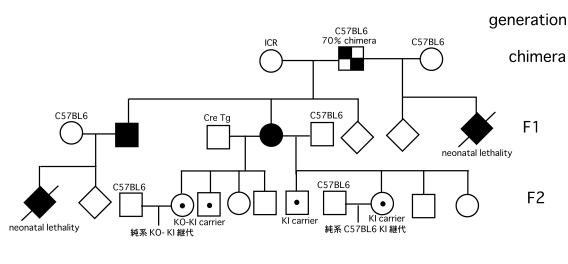 generation
C57BL6
70% chimera
ICR
C57BL6
chimera
C57BL6
Cre Tg
C57BL6
F1
neonatal lethality
C57BL6
C57BL6
F2
KO-KI carrier
KI carrier
KI carrier
neonatal lethality
純系 KO- KI 継代
純系 C57BL6 KI 継代